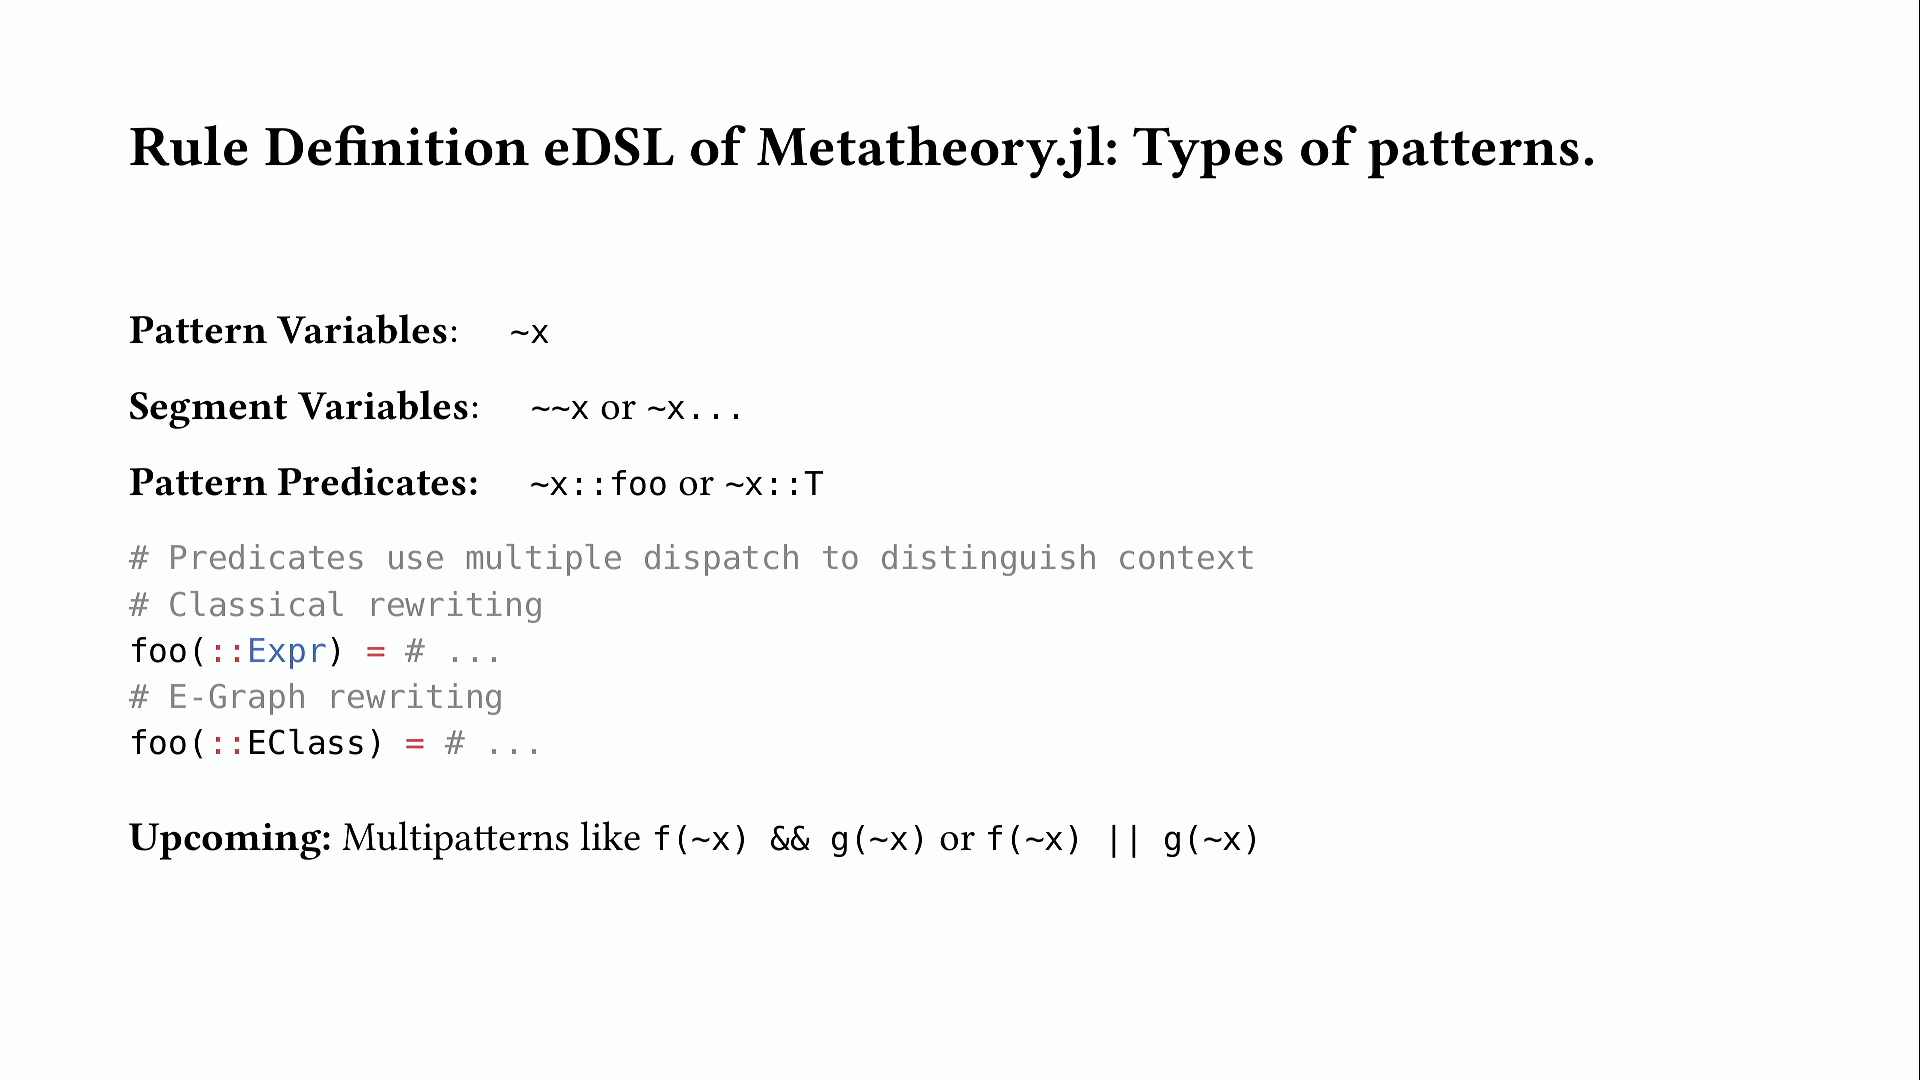 Rule Definition eDSL of Metatheory.jl: Types of patterns.
Pattern Variables: ~x
Segment Variables: ~~x or ~x...
Pattern Predicates: ~x::foo or ~x::T
# Predicates use multiple dispatch to distinguish context
# Classical rewriting
foo(::Expr) = # ...
# E-Graph rewriting
foo(::EClass) = # ...
Upcoming: Multipatterns like f(~x) && g(~x) or f(~x) || g(~x)